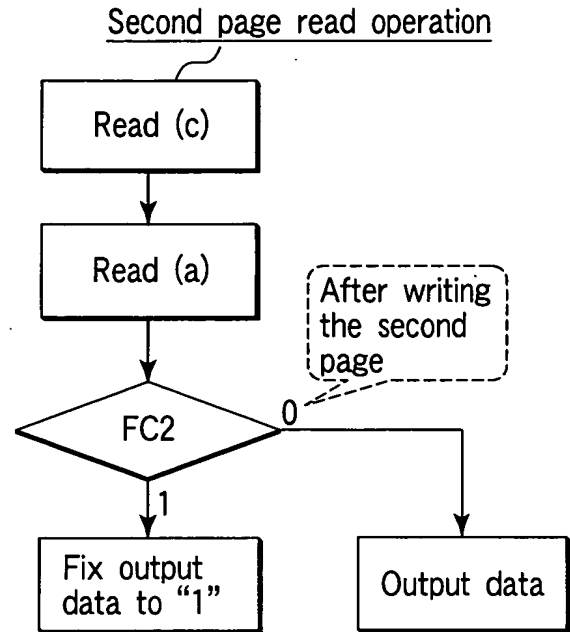 Second page read operation
Read (c)
Read (a)
After writing
the second
page
FC2
0
1
Fix output
data to “1”
Output data